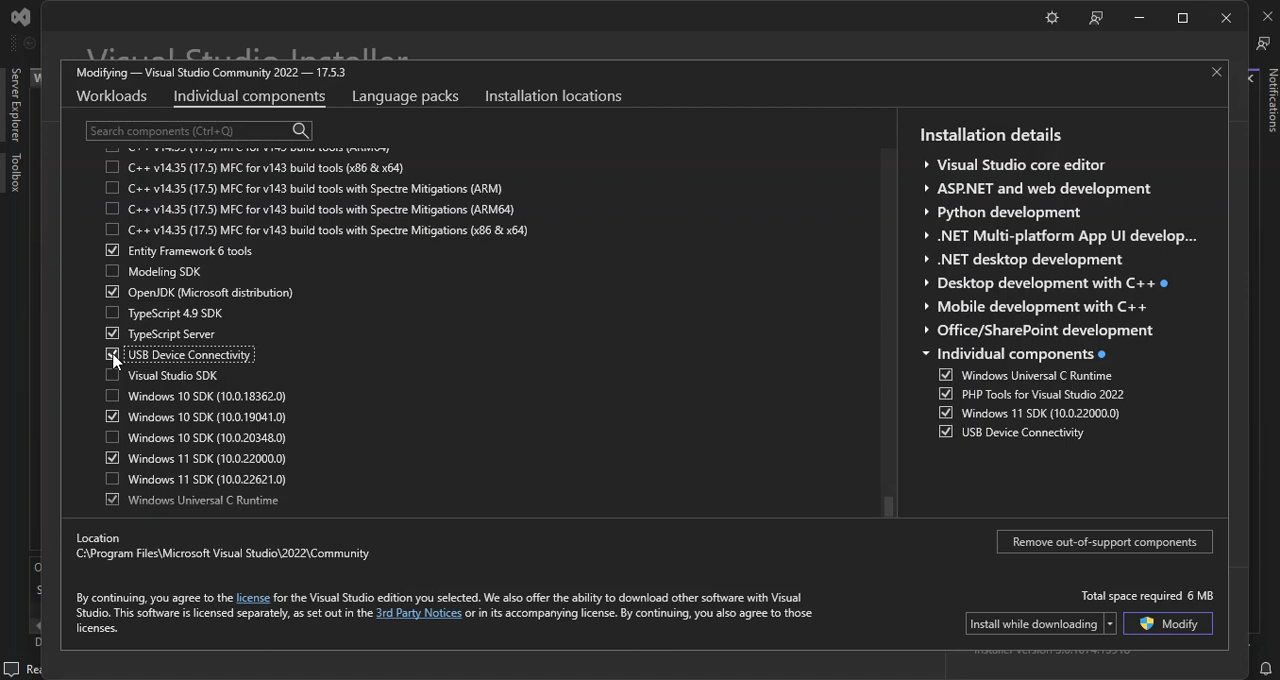 Visual Studio Installer
Modifying — Visual Studio Community 2022 — 17.5.3
Workloads
Individual components
Language packs
Installation locations
Server Explorer
Toolbox
Notifications
Search components (Ctrl+Q)
C++ v14.35 (17.5) MFC for v143 build tools (ARM64)
C++ v14.35 (17.5) MFC for v143 build tools (x86 & x64)
C++ v14.35 (17.5) MFC for v143 build tools with Spectre Mitigations (ARM)
C++ v14.35 (17.5) MFC for v143 build tools with Spectre Mitigations (ARM64)
C++ v14.35 (17.5) MFC for v143 build tools with Spectre Mitigations (x86 & x64)
Entity Framework 6 tools
Modeling SDK
OpenJDK (Microsoft distribution)
TypeScript 4.9 SDK
TypeScript Server
USB Device Connectivity
Visual Studio SDK
Windows 10 SDK (10.0.18362.0)
Windows 10 SDK (10.0.19041.0)
Windows 10 SDK (10.0.20348.0)
Windows 11 SDK (10.0.22000.0)
Windows 11 SDK (10.0.22621.0)
Windows Universal C Runtime
Installation details
Visual Studio core editor
ASP.NET and web development
Python development
.NET Multi-platform App UI develop...
.NET desktop development
Desktop development with C++
Mobile development with C++
Office/SharePoint development
Individual components
Windows Universal C Runtime
PHP Tools for Visual Studio 2022
Windows 11 SDK (10.0.22000.0)
USB Device Connectivity
Location
C:\Program Files\Microsoft Visual Studio\2022\Community
Remove out-of-support components
By continuing, you agree to the license for the Visual Studio edition you selected. We also offer the ability to download other software with Visual
Studio. This software is licensed separately, as set out in the 3rd Party Notices or in its accompanying license. By continuing, you also agree to those
licenses.
Total space required 6 MB
Install while downloading
Modify